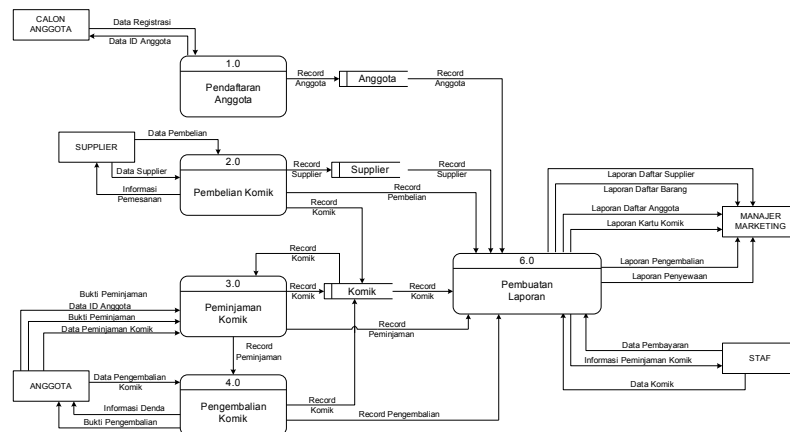 CALON
ANGGOTA
Data Registrasi
Data ID Anggota
1.0
Pendaftaran
Anggota
Record
Anggota
Anggota
Record
Anggota
SUPPLIER
Data Pembelian
Data Supplier
Informasi
Pemesanan
2.0
Pembelian Komik
Record
Supplier
Supplier
Record
Supplier
Record
Pembelian
Record
Komik
Laporan Daftar Supplier
Laporan Daftar Barang
Laporan Daftar Anggota
Laporan Kartu Komik
MANAJER
MARKETING
Laporan Pengembalian
Laporan Penyewaan
6.0
Pembuatan
Laporan
Record
Komik
3.0
Peminjaman
Komik
Record
Komik
Komik
Record
Komik
Bukti Peminjaman
Data ID Anggota
Bukti Peminjaman
Data Peminjaman Komik
Record
Peminjaman
Record
Peminjaman
Data Pembayaran
Informasi Peminjaman Komik
Data Komik
STAF
ANGGOTA
Data Pengembalian
Komik
Informasi Denda
Bukti Pengembalian
4.0
Pengembalian
Komik
Record
Komik
Record Pengembalian